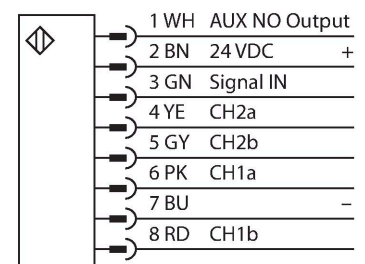 1 WH AUX NO Output
2 BN 24 VDC +
3 GN Signal IN
4 YE CH2a
5 GY CH2b
6 PK CH1a
7 BU –
8 RD CH1b